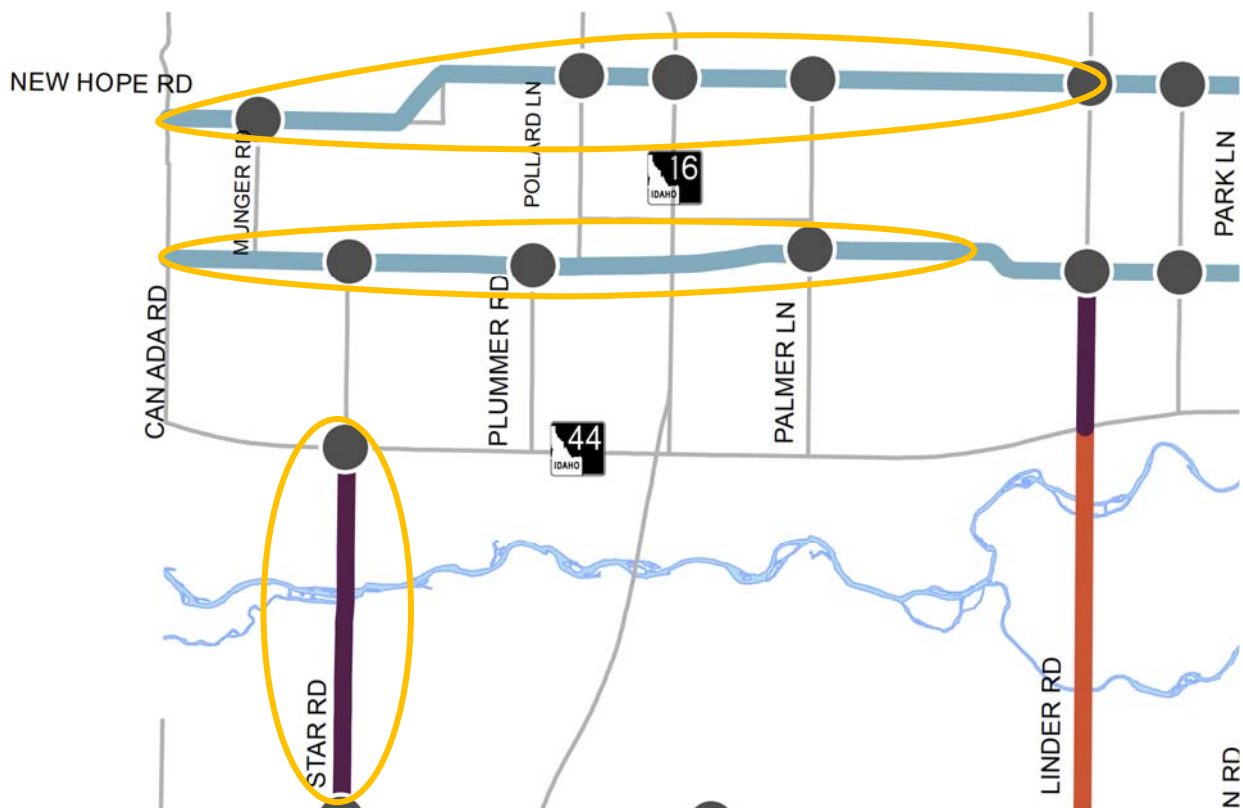 NEW HOPE RD
MUNGER RD
POLLARD LN
16
IDAHO
PARK LN
CAN ADA RD
PLUMMER RD
PALMER LN
44
IDAHO
STAR RD
LINDER RD
N RD